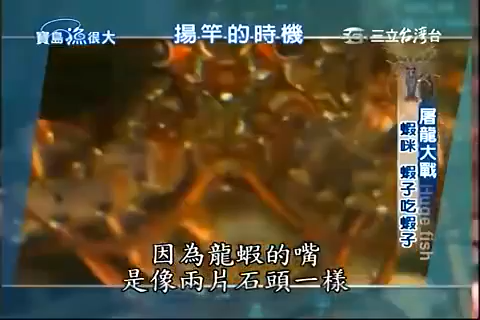 寶島漁很大
揚竿的時機
三立台灣台
屠龍大戰
Huge fish
蝦咪 蝦子吃蝦子
因為龍蝦的嘴
是像兩片石頭一樣